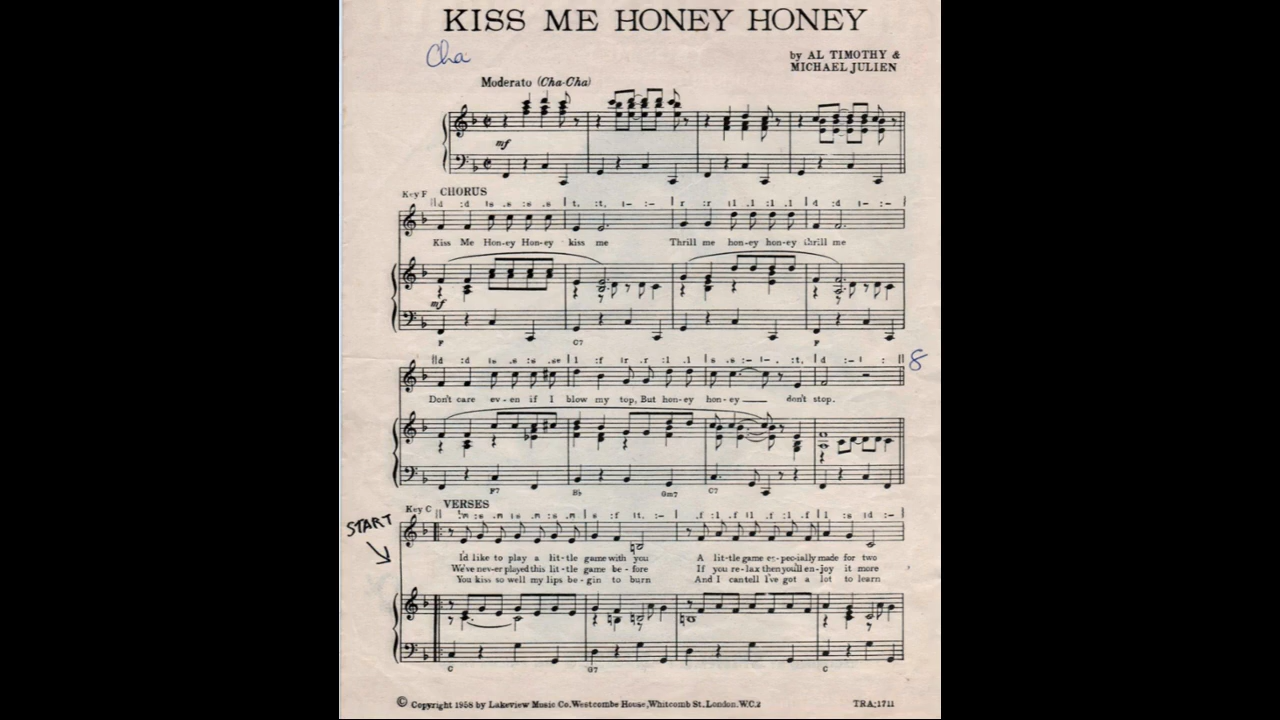 KISS ME HONEY HONEY
Cha
by AL TIMOTHY &
MICHAEL JULIEN
Moderato (Cha-Cha)
mf
Key F CHORUS
Kiss Me Hon-ey Hon-ey kiss me Thrill me hon-ey hon-ey thrill me
mf
F C7 F
8
Don't care ev-en if I blow my top, But hon-ey hon-ey don't stop.
F7 Bb Gm7 C7
START
Key C VERSES
I'd like to play a lit-tle game with you A lit-tle game es-pecially made for two
We've never played this lit-tle game be-fore If you re-lax then you'll en-joy it more
You kiss so well my lips be-gin to burn And I can tell I've got a lot to learn
C G7 C
© Copyright 1958 by Lakeview Music Co. Westcombe House, Whitcomb St. London. W.C.2 TRA;1711